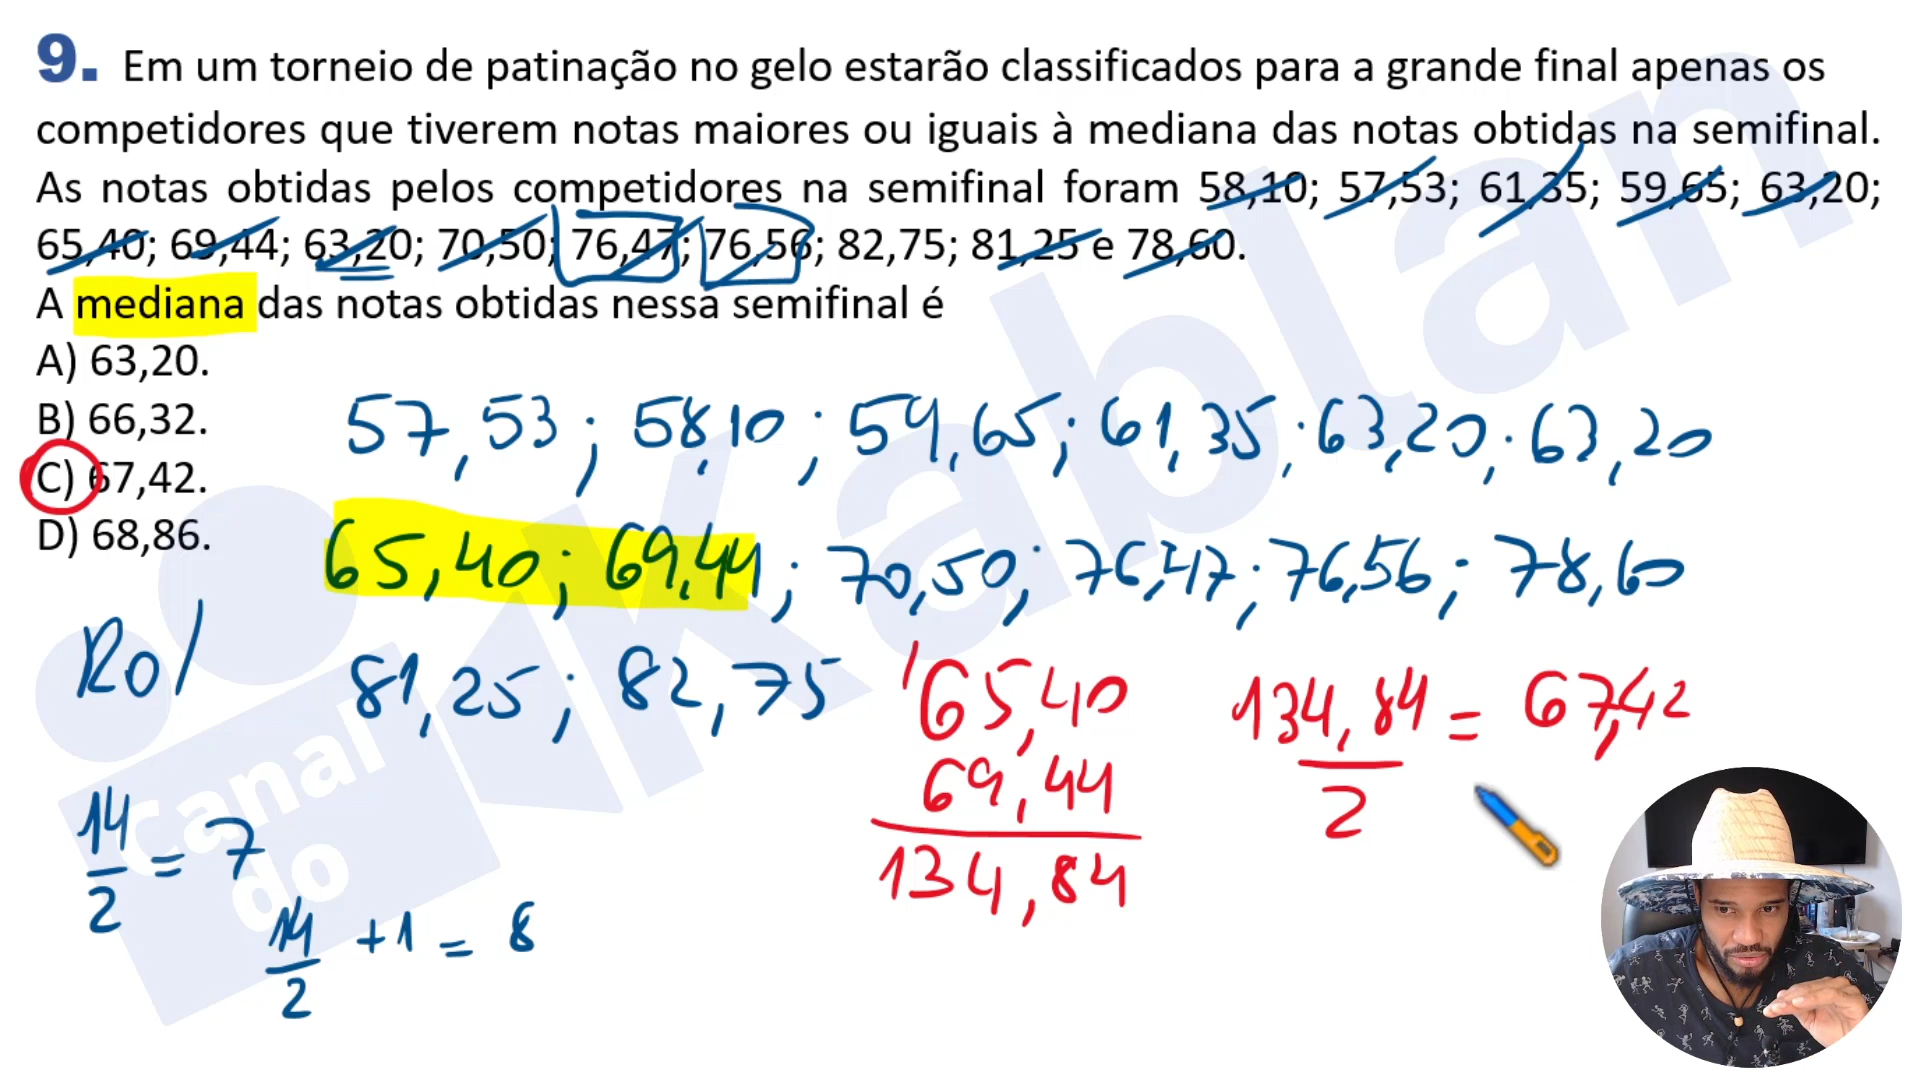 9. Em um torneio de patinação no gelo estarão classificados para a grande final apenas os
competidores que tiverem notas maiores ou iguais à mediana das notas obtidas na semifinal.
As notas obtidas pelos competidores na semifinal foram 58,10; 57,53; 61,35; 59,65; 63,20;
65,40; 69,44; 63,20; 70,50; 76,47; 76,56; 82,75; 81,25 e 78,60.
A mediana das notas obtidas nessa semifinal é
A) 63,20.
B) 66,32.
C) 67,42.
D) 68,86.
57,53; 58,10; 59,65; 61,35; 63,20; 63,20
65,40; 69,44; 70,50; 76,47; 76,56; 78,60
Rol 81,25; 82,75
1
65,40
69,44
134,84
134,84 = 67,42
2
14 = 7
2
14 + 1 = 8
2
Canal
do
Kablan